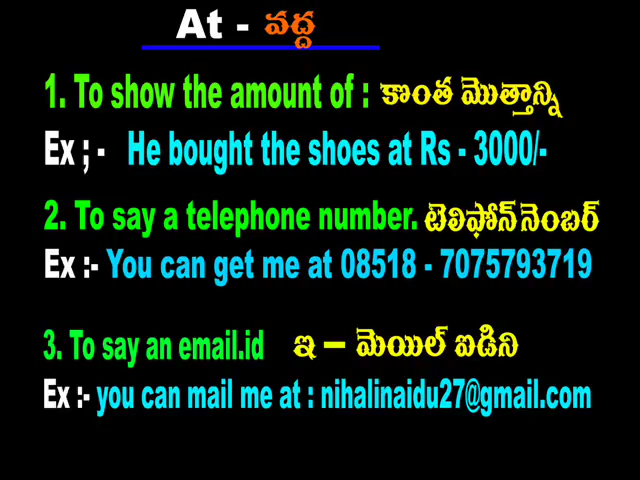 At - వద్ద
1. To show the amount of : కొంత మొత్తాన్ని
Ex ; - He bought the shoes at Rs - 3000/-
2. To say a telephone number. టెలిఫోన్ నెంబర్
Ex :- You can get me at 08518 - 7075793719
3. To say an email.id ఇ – మెయిల్ ఐడిని
Ex :- you can mail me at : nihalinaidu27@gmail.com